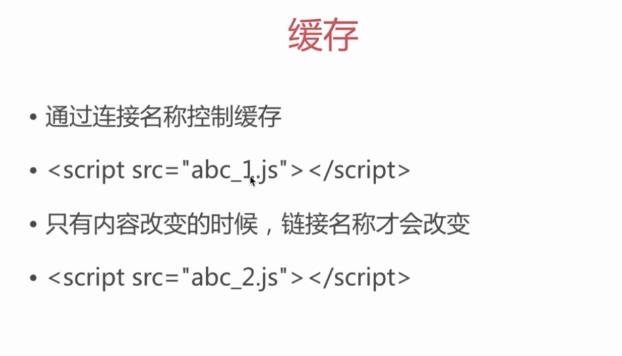 缓存
• 通过连接名称控制缓存
• <script src="abc_1.js"></script>
• 只有内容改变的时候，链接名称才会改变
• <script src="abc_2.js"></script>